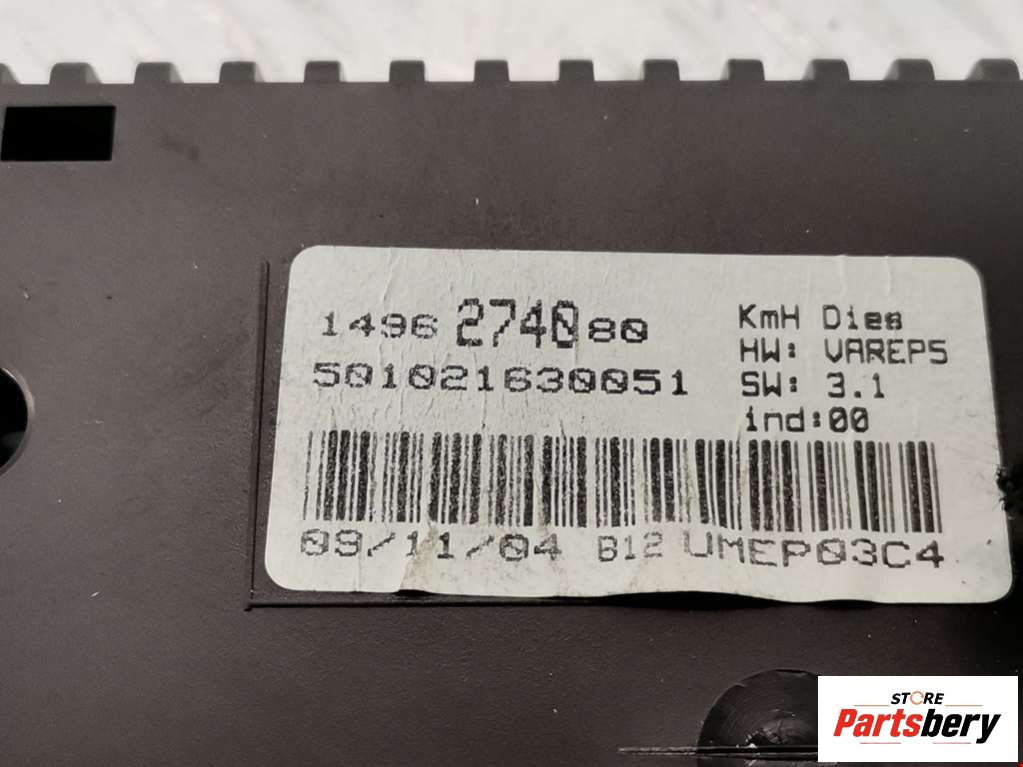 1496 2740 80
501021630051
KmH Dies
HW: VAREP5
SW: 3.1
ind:00
09/11/04 B12 UMEP03C4
STORE
Partsbery